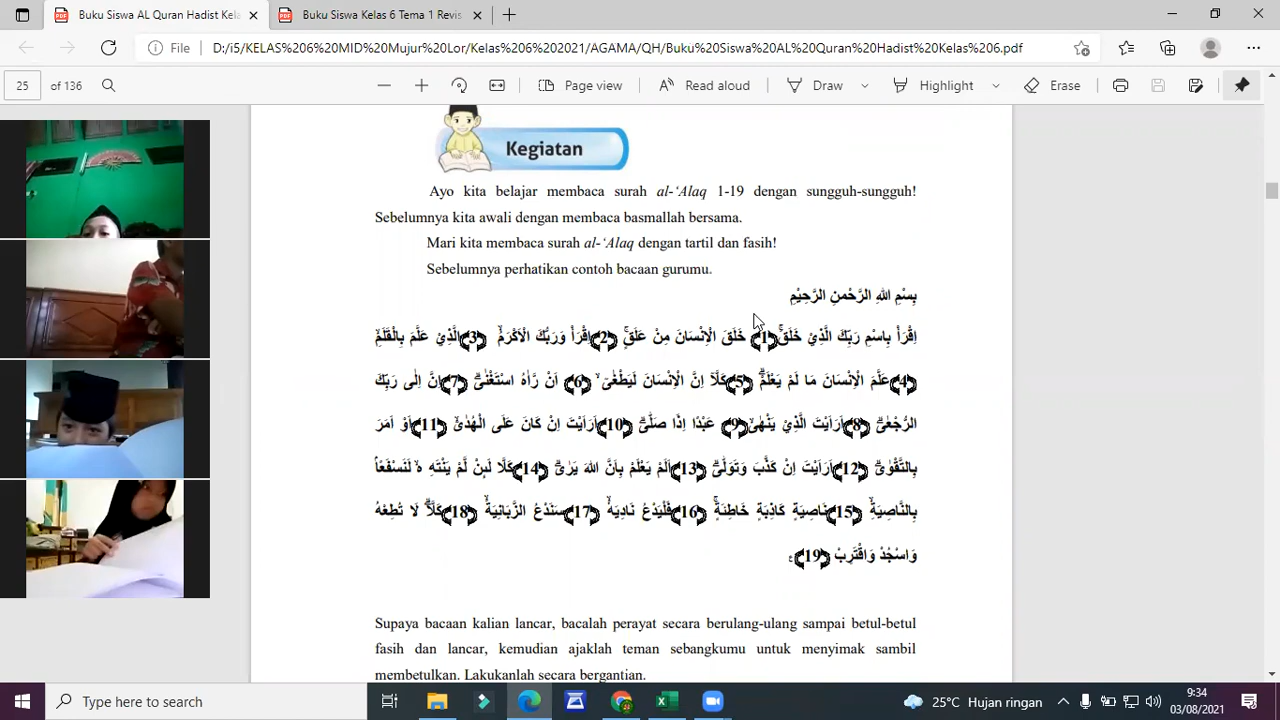 Buku Siswa AL Quran Hadist Kela
Buku Siswa Kelas 6 Tema 1 Revis
File
D:/i5/KELAS%206%20MID%20Mujur%20Lor/Kelas%206%202021/AGAMA/QH/Buku%20Siswa%20AL%20Quran%20Hadist%20Kelas%206.pdf
25 of 136
Page view
Read aloud
Draw
Highlight
Erase
Kegiatan
Ayo kita belajar membaca surah al-‘Alaq 1-19 dengan sungguh-sungguh!
Sebelumnya kita awali dengan membaca basmallah bersama.
Mari kita membaca surah al-‘Alaq dengan tartil dan fasih!
Sebelumnya perhatikan contoh bacaan gurumu.
بِسْمِ اللهِ الرَّحْمنِ الرَّحِيْمِ
اِقْرَأْ بِاسْمِ رَبِّكَ الَّذِيْ خَلَقَۚ ﴿1﴾ خَلَقَ الْاِنْسَانَ مِنْ عَلَقٍۚ ﴿2﴾ اِقْرَأْ وَرَبُّكَ الْاَكْرَمُۙ ﴿3﴾ الَّذِيْ عَلَّمَ بِالْقَلَمِۙ
﴿4﴾ عَلَّمَ الْاِنْسَانَ مَا لَمْ يَعْلَمْۗ ﴿5﴾ كَلَّآ اِنَّ الْاِنْسَانَ لَيَطْغٰىۙ ﴿6﴾ اَنْ رَّاٰهُ اسْتَغْنٰىۗ ﴿7﴾ اِنَّ اِلٰى رَبِّكَ
الرُّجْعٰىۗ ﴿8﴾ اَرَاَيْتَ الَّذِيْ يَنْهٰىۙ ﴿9﴾ عَبْدًا اِذَا صَلّٰىۗ ﴿10﴾ اَرَاَيْتَ اِنْ كَانَ عَلَى الْهُدٰىۙ ﴿11﴾ اَوْ اَمَرَ
بِالتَّقْوٰىۗ ﴿12﴾ اَرَاَيْتَ اِنْ كَذَّبَ وَتَوَلّٰىۗ ﴿13﴾ اَلَمْ يَعْلَمْ بِاَنَّ اللهَ يَرٰىۗ ﴿14﴾ كَلَّا لَىِٕنْ لَّمْ يَنْتَهِ ەۙ لَنَسْفَعًاۢ
بِالنَّاصِيَةِۙ ﴿15﴾ نَاصِيَةٍ كَاذِبَةٍ خَاطِئَةٍۚ ﴿16﴾ فَلْيَدْعُ نَادِيَهٗۙ ﴿17﴾ سَنَدْعُ الزَّبَانِيَةَۙ ﴿18﴾ كَلَّاۗ لَا تُطِعْهُ
وَاسْجُدْ وَاقْتَرِبْ ﴿19﴾ ۩
Supaya bacaan kalian lancar, bacalah perayat secara berulang-ulang sampai betul-betul
fasih dan lancar, kemudian ajaklah teman sebangkumu untuk menyimak sambil
membetulkan. Lakukanlah secara bergantian.
Type here to search
25°C Hujan ringan
9:34
03/08/2021